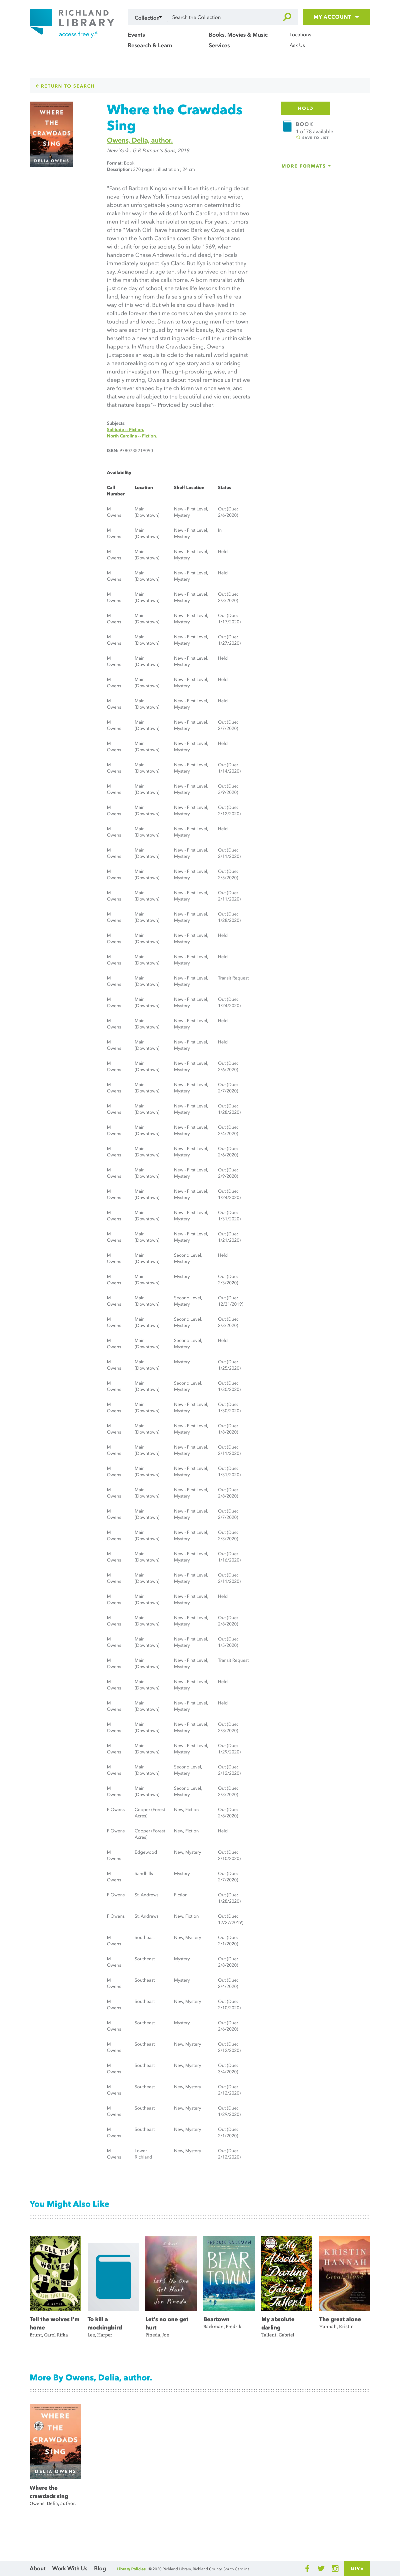 RICHLAND
LIBRARY
access freely.®
Collection
Search the Collection
MY ACCOUNT
Events
Books, Movies & Music
Locations
Research & Learn
Services
Ask Us
RETURN TO SEARCH
WHERE
THE
CRAWDADS
SING
DELIA OWENS
Where the Crawdads
Sing
Owens, Delia, author.
New York : G.P. Putnam's Sons, 2018.
Format: Book
Description: 370 pages : illustration ; 24 cm
HOLD
BOOK
1 of 78 available
SAVE TO LIST
MORE FORMATS
"Fans of Barbara Kingsolver will love this stunning debut
novel from a New York Times bestselling nature writer,
about an unforgettable young woman determined to
make her way in the wilds of North Carolina, and the two
men that will break her isolation open. For years, rumors
of the "Marsh Girl" have haunted Barkley Cove, a quiet
town on the North Carolina coast. She's barefoot and
wild; unfit for polite society. So in late 1969, when
handsome Chase Andrews is found dead, the locals
immediately suspect Kya Clark. But Kya is not what they
say. Abandoned at age ten, she has survived on her own
in the marsh that she calls home. A born naturalist with
just one day of school, she takes life lessons from the
land, learning from the false signals of fireflies the real
way of this world. But while she could have lived in
solitude forever, the time comes when she yearns to be
touched and loved. Drawn to two young men from town,
who are each intrigued by her wild beauty, Kya opens
herself to a new and startling world--until the unthinkable
happens. In Where the Crawdads Sing, Owens
juxtaposes an exquisite ode to the natural world against
a heartbreaking coming of age story and a surprising
murder investigation. Thought-provoking, wise, and
deeply moving, Owens's debut novel reminds us that we
are forever shaped by the child within us, and that we
are all subject to the beautiful and violent secrets
that nature keeps"-- Provided by publisher.
Subjects:
Solitude -- Fiction.
North Carolina -- Fiction.
ISBN: 9780735219090
Availability
Call Number Location Shelf Location Status
M Owens Main (Downtown) New - First Level, Mystery Out (Due: 2/6/2020)
M Owens Main (Downtown) New - First Level, Mystery In
M Owens Main (Downtown) New - First Level, Mystery Held
M Owens Main (Downtown) New - First Level, Mystery Held
M Owens Main (Downtown) New - First Level, Mystery Out (Due: 2/3/2020)
M Owens Main (Downtown) New - First Level, Mystery Out (Due: 1/17/2020)
M Owens Main (Downtown) New - First Level, Mystery Out (Due: 1/27/2020)
M Owens Main (Downtown) New - First Level, Mystery Held
M Owens Main (Downtown) New - First Level, Mystery Held
M Owens Main (Downtown) New - First Level, Mystery Held
M Owens Main (Downtown) New - First Level, Mystery Out (Due: 2/7/2020)
M Owens Main (Downtown) New - First Level, Mystery Held
M Owens Main (Downtown) New - First Level, Mystery Out (Due: 1/14/2020)
M Owens Main (Downtown) New - First Level, Mystery Out (Due: 3/9/2020)
M Owens Main (Downtown) New - First Level, Mystery Out (Due: 2/12/2020)
M Owens Main (Downtown) New - First Level, Mystery Held
M Owens Main (Downtown) New - First Level, Mystery Out (Due: 2/11/2020)
M Owens Main (Downtown) New - First Level, Mystery Out (Due: 2/5/2020)
M Owens Main (Downtown) New - First Level, Mystery Out (Due: 2/11/2020)
M Owens Main (Downtown) New - First Level, Mystery Out (Due: 1/28/2020)
M Owens Main (Downtown) New - First Level, Mystery Held
M Owens Main (Downtown) New - First Level, Mystery Held
M Owens Main (Downtown) New - First Level, Mystery Transit Request
M Owens Main (Downtown) New - First Level, Mystery Out (Due: 1/24/2020)
M Owens Main (Downtown) New - First Level, Mystery Held
M Owens Main (Downtown) New - First Level, Mystery Held
M Owens Main (Downtown) New - First Level, Mystery Out (Due: 2/6/2020)
M Owens Main (Downtown) New - First Level, Mystery Out (Due: 2/7/2020)
M Owens Main (Downtown) New - First Level, Mystery Out (Due: 1/28/2020)
M Owens Main (Downtown) New - First Level, Mystery Out (Due: 2/4/2020)
M Owens Main (Downtown) New - First Level, Mystery Out (Due: 2/6/2020)
M Owens Main (Downtown) New - First Level, Mystery Out (Due: 2/9/2020)
M Owens Main (Downtown) New - First Level, Mystery Out (Due: 1/24/2020)
M Owens Main (Downtown) New - First Level, Mystery Out (Due: 1/31/2020)
M Owens Main (Downtown) New - First Level, Mystery Out (Due: 1/21/2020)
M Owens Main (Downtown) Second Level, Mystery Held
M Owens Main (Downtown) Mystery Out (Due: 2/3/2020)
M Owens Main (Downtown) Second Level, Mystery Out (Due: 12/31/2019)
M Owens Main (Downtown) Second Level, Mystery Out (Due: 2/3/2020)
M Owens Main (Downtown) Second Level, Mystery Held
M Owens Main (Downtown) Mystery Out (Due: 1/25/2020)
M Owens Main (Downtown) Second Level, Mystery Out (Due: 1/30/2020)
M Owens Main (Downtown) New - First Level, Mystery Out (Due: 1/30/2020)
M Owens Main (Downtown) New - First Level, Mystery Out (Due: 1/8/2020)
M Owens Main (Downtown) New - First Level, Mystery Out (Due: 2/11/2020)
M Owens Main (Downtown) New - First Level, Mystery Out (Due: 1/31/2020)
M Owens Main (Downtown) New - First Level, Mystery Out (Due: 2/8/2020)
M Owens Main (Downtown) New - First Level, Mystery Out (Due: 2/7/2020)
M Owens Main (Downtown) New - First Level, Mystery Out (Due: 2/3/2020)
M Owens Main (Downtown) New - First Level, Mystery Out (Due: 1/16/2020)
M Owens Main (Downtown) New - First Level, Mystery Out (Due: 2/11/2020)
M Owens Main (Downtown) New - First Level, Mystery Held
M Owens Main (Downtown) New - First Level, Mystery Out (Due: 2/8/2020)
M Owens Main (Downtown) New - First Level, Mystery Out (Due: 1/5/2020)
M Owens Main (Downtown) New - First Level, Mystery Transit Request
M Owens Main (Downtown) New - First Level, Mystery Held
M Owens Main (Downtown) New - First Level, Mystery Held
M Owens Main (Downtown) New - First Level, Mystery Out (Due: 2/8/2020)
M Owens Main (Downtown) New - First Level, Mystery Out (Due: 1/29/2020)
M Owens Main (Downtown) Second Level, Mystery Out (Due: 2/12/2020)
M Owens Main (Downtown) Second Level, Mystery Out (Due: 2/3/2020)
F Owens Cooper (Forest Acres) New, Fiction Out (Due: 2/8/2020)
F Owens Cooper (Forest Acres) New, Fiction Held
M Owens Edgewood New, Mystery Out (Due: 2/10/2020)
M Owens Sandhills Mystery Out (Due: 2/7/2020)
F Owens St. Andrews Fiction Out (Due: 1/28/2020)
F Owens St. Andrews New, Fiction Out (Due: 12/27/2019)
M Owens Southeast New, Mystery Out (Due: 2/1/2020)
M Owens Southeast Mystery Out (Due: 2/8/2020)
M Owens Southeast Mystery Out (Due: 2/4/2020)
M Owens Southeast New, Mystery Out (Due: 2/10/2020)
M Owens Southeast Mystery Out (Due: 2/6/2020)
M Owens Southeast New, Mystery Out (Due: 2/12/2020)
M Owens Southeast New, Mystery Out (Due: 3/4/2020)
M Owens Southeast New, Mystery Out (Due: 2/12/2020)
M Owens Southeast New, Mystery Out (Due: 1/29/2020)
M Owens Southeast New, Mystery Out (Due: 2/1/2020)
M Owens Lower Richland New, Mystery Out (Due: 2/12/2020)
You Might Also Like
TELL THE WOLVES I'M HOME
Let's No One Get Hurt
Jon Pineda
FREDRIK BACKMAN
BEAR TOWN
My Absolute Darling
Gabriel Tallent
KRISTIN HANNAH
Great Alone
Tell the wolves I'm home
Brunt, Carol Rifka
To kill a mockingbird
Lee, Harper
Let's no one get hurt
Pineda, Jon
Beartown
Backman, Fredrik
My absolute darling
Tallent, Gabriel
The great alone
Hannah, Kristin
More By Owens, Delia, author.
WHERE
THE
CRAWDADS
SING
DELIA OWENS
Where the
crawdads sing
Owens, Delia, author.
About
Work With Us
Blog
Library Policies
© 2020 Richland Library, Richland County, South Carolina
GIVE